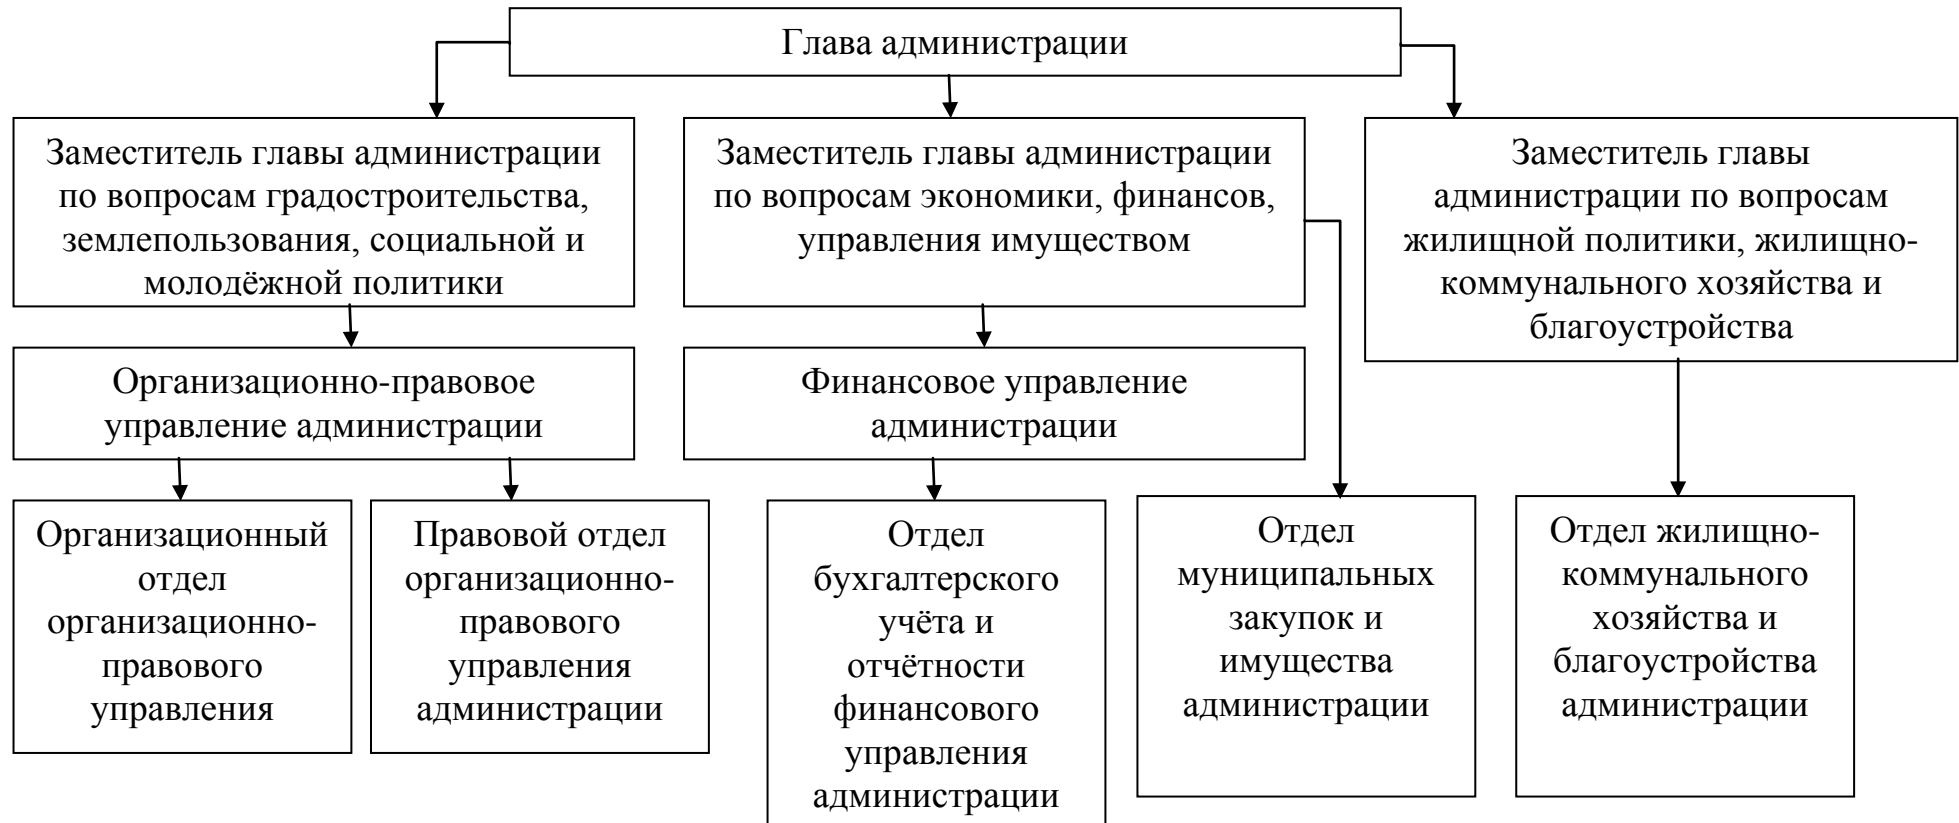 Глава администрации
Заместитель главы администрации
по вопросам градостроительства,
землепользования, социальной и
молодёжной политики
Заместитель главы администрации
по вопросам экономики, финансов,
управления имуществом
Заместитель главы
администрации по вопросам
жилищной политики, жилищно-
коммунального хозяйства и
благоустройства
Организационно-правовое
управление администрации
Финансовое управление
администрации
Организационный
отдел
организационно-
правового
управления
Правовой отдел
организационно-
правового
управления
администрации
Отдел
бухгалтерского
учёта и
отчётности
финансового
управления
администрации
Отдел
муниципальных
закупок и
имущества
администрации
Отдел жилищно-
коммунального
хозяйства и
благоустройства
администрации